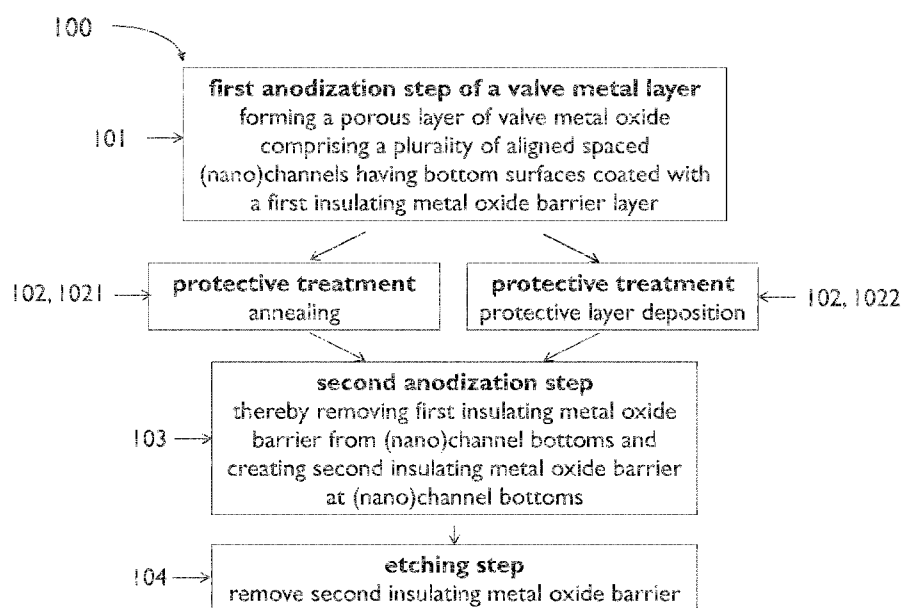 100
first anodization step of a valve metal layer
forming a porous layer of valve metal oxide
101
comprising a plurality of aligned spaced
(nano)channels having bottom surfaces coated with
a first insulating metal oxide barrier layer
102, 1021
protective treatment
annealing
protective treatment
protective layer deposition
102, 1022
second anodization step
thereby removing first insulating metal oxide
103
barrier from (nano)channel bottoms and
creating second insulating metal oxide barrier
at (nano)channel bottoms
104
etching step
remove second insulating metal oxide barrier